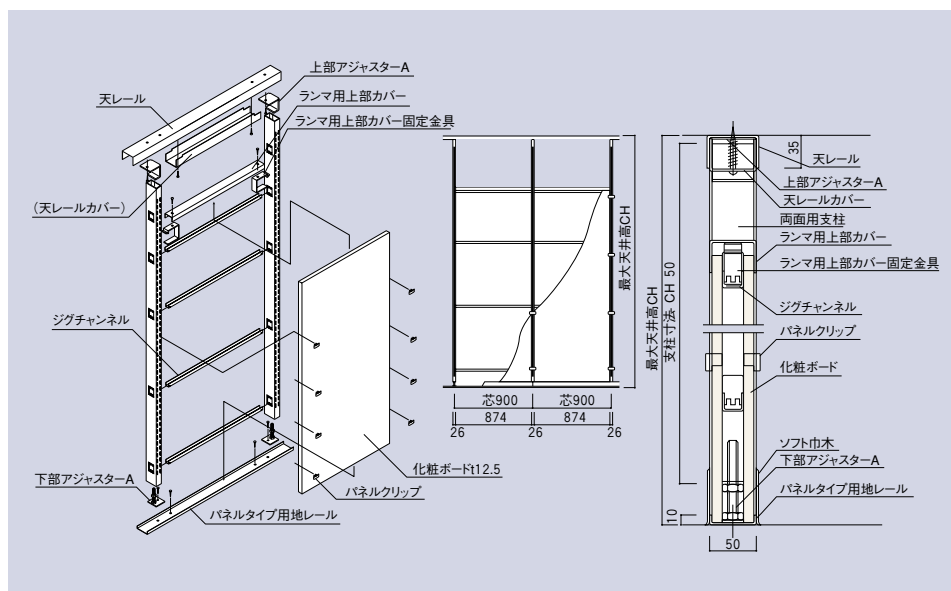 上部アジャスターA
ランマ用上部カバー
ランマ用上部カバー固定金具
天レール
(天レールカバー)
ジグチャンネル
下部アジャスターA
パネルタイプ用地レール
パネルクリップ
化粧ボードt12.5
最大天井高CH
芯900
芯900
874
874
26
26
26
最大天井高CH
支柱寸法 CH 50
35
天レール
上部アジャスターA
天レールカバー
両面用支柱
ランマ用上部カバー
ランマ用上部カバー固定金具
ジグチャンネル
パネルクリップ
化粧ボード
ソフト巾木
下部アジャスターA
パネルタイプ用地レール
10
50